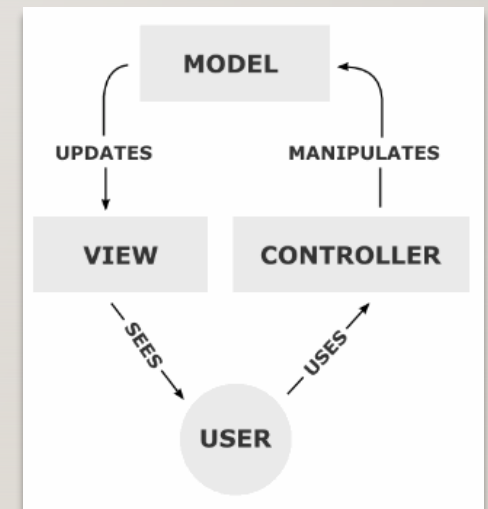 MODEL
UPDATES
MANIPULATES
VIEW
CONTROLLER
SEES
USES
USER